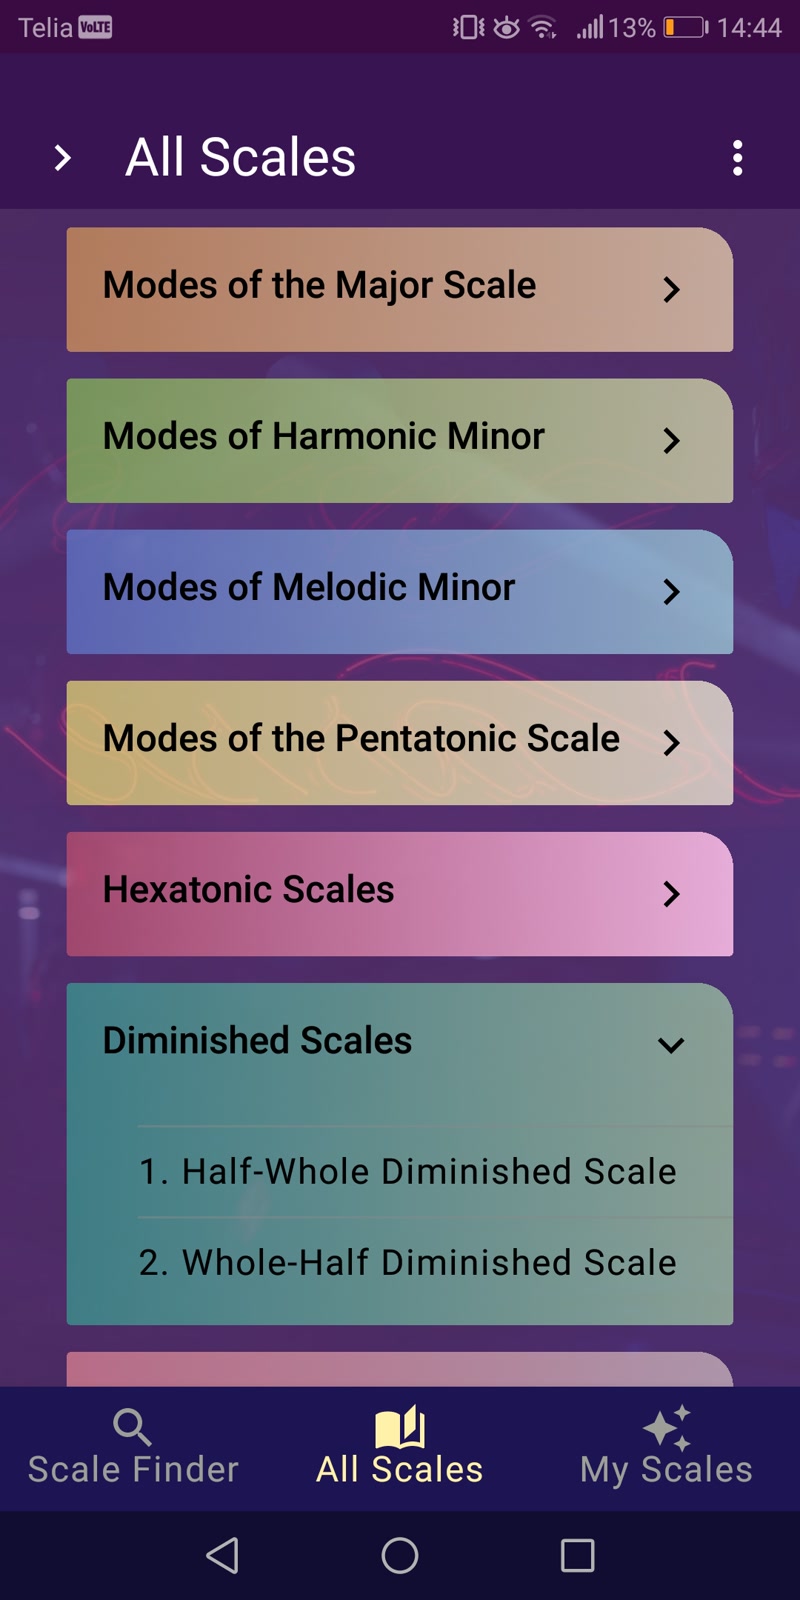 Telia VoLTE 13% 14:44
All Scales
Modes of the Major Scale
Modes of Harmonic Minor
Modes of Melodic Minor
Modes of the Pentatonic Scale
Hexatonic Scales
Diminished Scales
1. Half-Whole Diminished Scale
2. Whole-Half Diminished Scale
Scale Finder All Scales My Scales